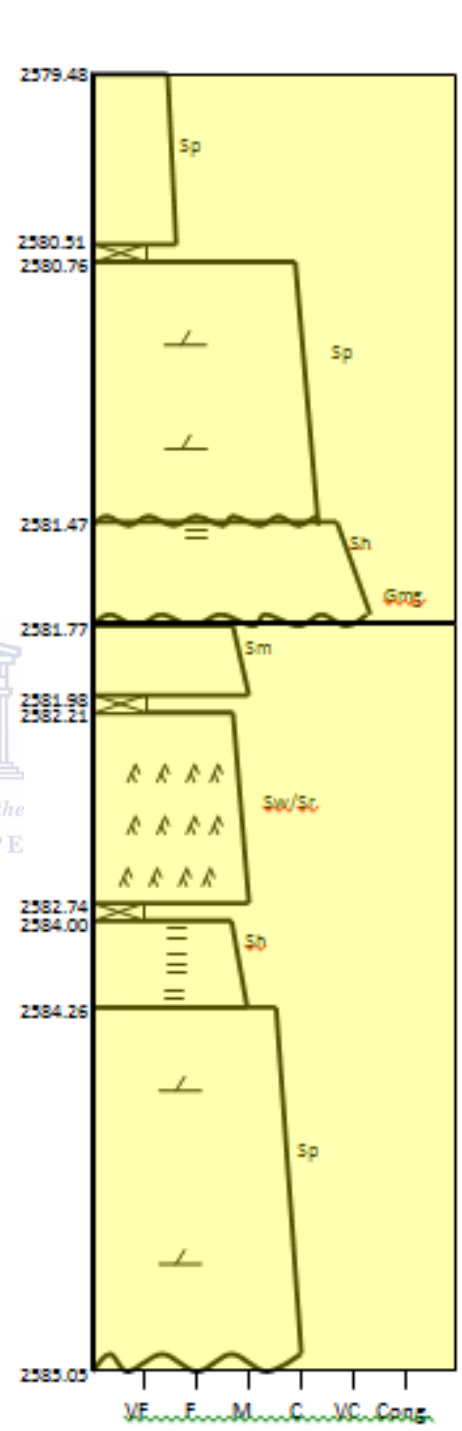 2579.48
Sp
2580.51
2580.76
Sp
2581.47
Sh
Gmg
2581.77
Sm
2581.98
2582.21
Sw/Sr
2582.74
2584.00
Sh
2584.26
Sp
2585.05
VF F M C VC Cong
the
P E